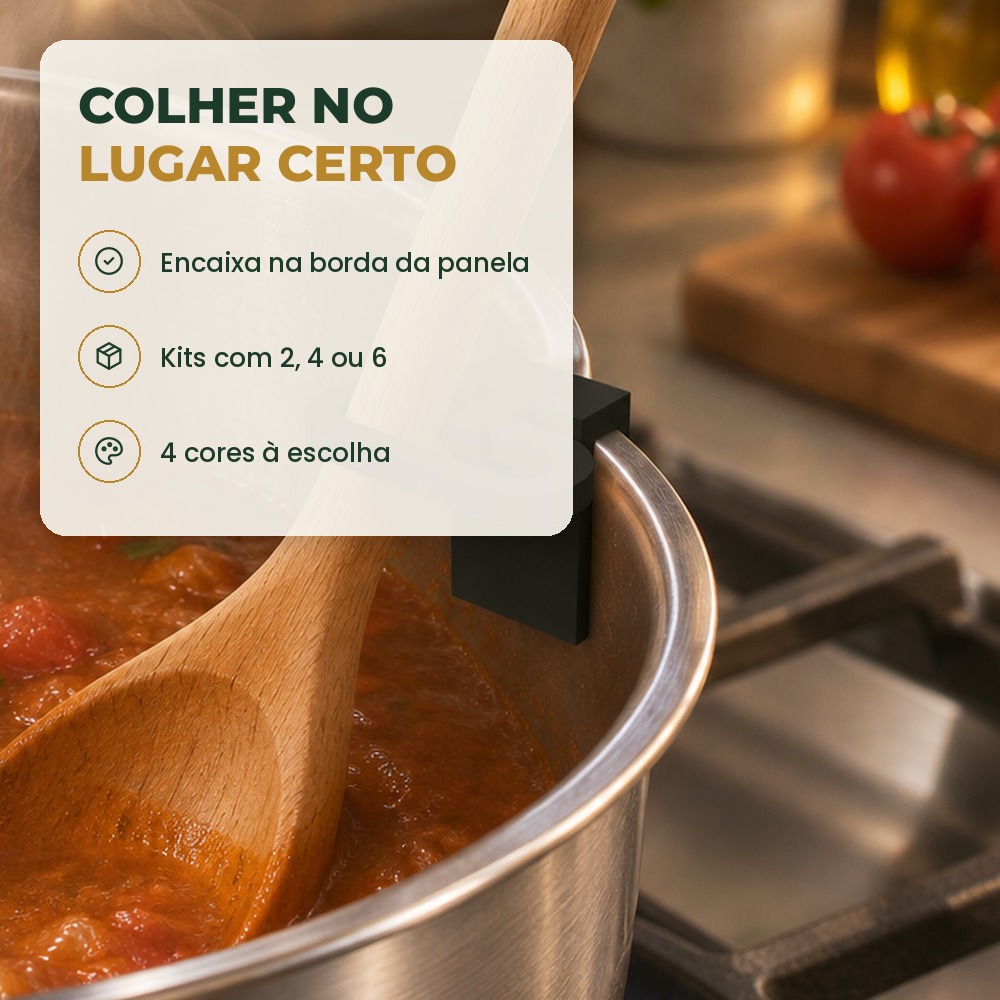 COLHER NO
LUGAR CERTO
Encaixa na borda da panela
Kits com 2, 4 ou 6
4 cores à escolha